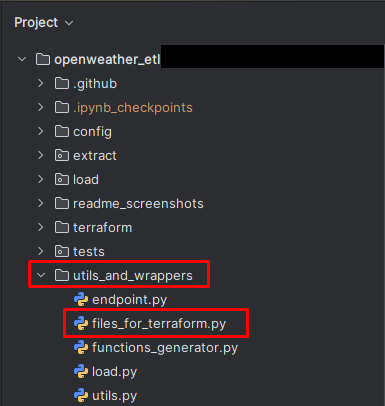 Project
openweather_etl
.github
.ipynb_checkpoints
config
extract
load
readme_screenshots
terraform
tests
utils_and_wrappers
endpoint.py
files_for_terraform.py
functions_generator.py
load.py
utils.py